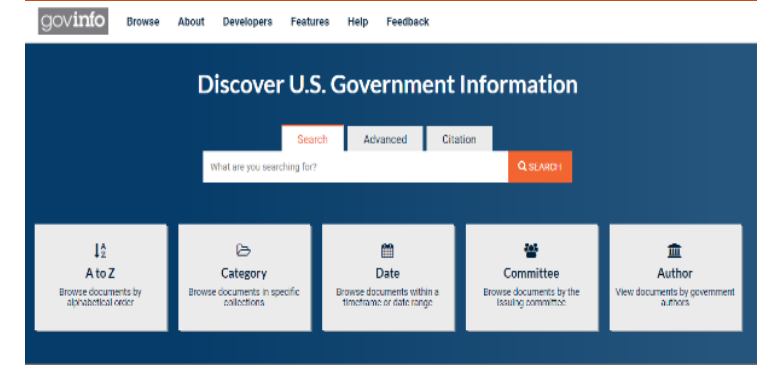 govinfo Browse About Developers Features Help Feedback
Discover U.S. Government Information
Search Advanced Citation
What are you searching for? SEARCH
A to Z
Browse documents by
alphabetical order
Category
Browse documents in specific
collections
Date
Browse documents within a
timeframe or date range
Committee
Browse documents by the
issuing committee
Author
View documents by government
authors